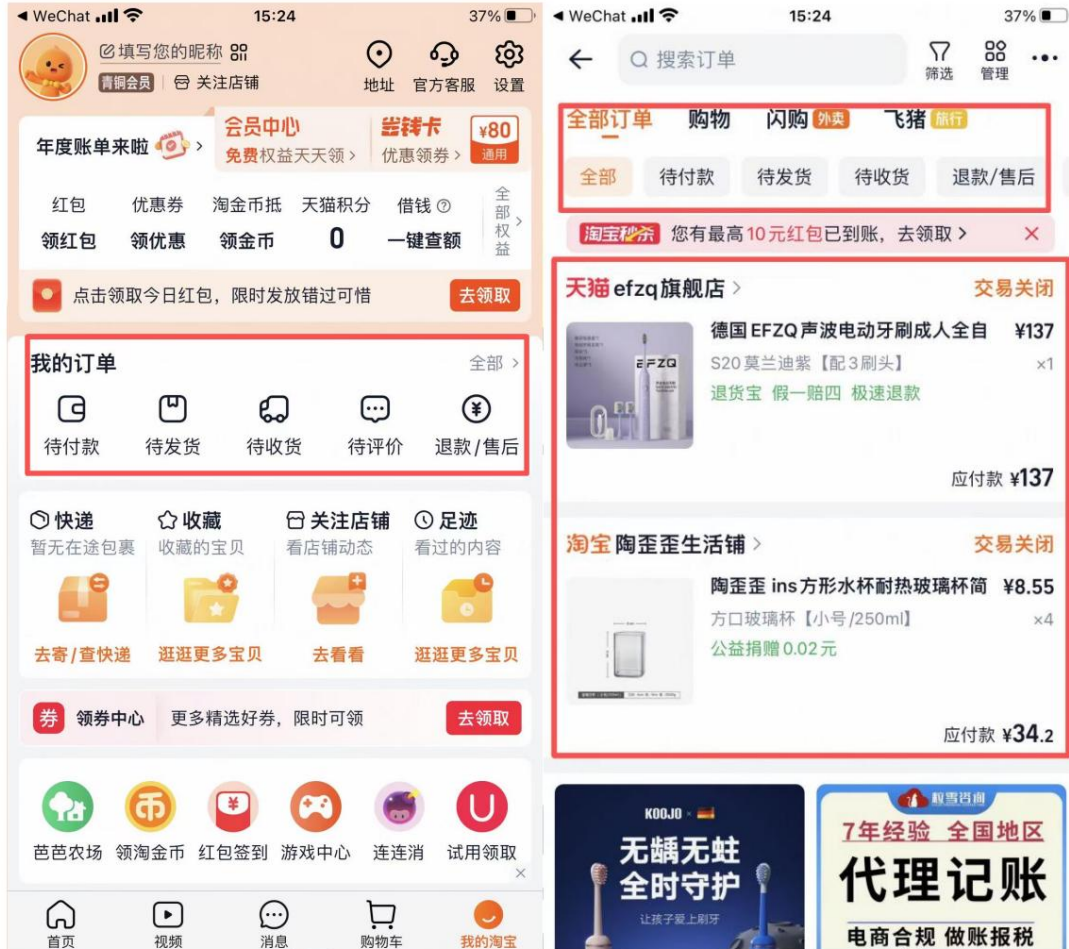 WeChat 15:24 37%
填写您的昵称
青铜会员 关注店铺
地址 官方客服 设置
年度账单来啦
会员中心
免费权益天天领
尝钱卡
优惠领券
¥80
通用
红包 优惠券 淘金币抵 天猫积分 借钱
领红包 领优惠 领金币 0 一键查额
全部权益
点击领取今日红包，限时发放错过可惜 去领取
我的订单 全部
待付款 待发货 待收货 待评价 退款/售后
快递 收藏 关注店铺 足迹
暂无在途包裹 收藏的宝贝 看店铺动态 看过的内容
去寄/查快递 逛逛更多宝贝 去看看 逛逛更多宝贝
券 领券中心 更多精选好券，限时可领 去领取
芭芭农场 领淘金币 红包签到 游戏中心 连连消 试用领取
首页 视频 消息 购物车 我的淘宝
WeChat 15:24 37%
搜索订单 筛选 管理
全部订单 购物 闪购 外卖 飞猪 旅行
全部 待付款 待发货 待收货 退款/售后
淘宝秒杀 您有最高10元红包已到账，去领取
天猫 efzq旗舰店 交易关闭
德国EFZQ声波电动牙刷成人全自 ¥137
S20莫兰迪紫【配3刷头】 ×1
退货宝 假一赔四 极速退款
EFZQ
应付款 ¥137
淘宝 陶歪歪生活铺 交易关闭
陶歪歪 ins方形水杯耐热玻璃杯简 ¥8.55
方口玻璃杯【小号/250ml】 ×4
公益捐赠0.02元
应付款 ¥34.2
KOOJO
无龋无蛀
全时守护
让孩子爱上刷牙
7年经验 全国地区
代理记账
电商合规 做账报税